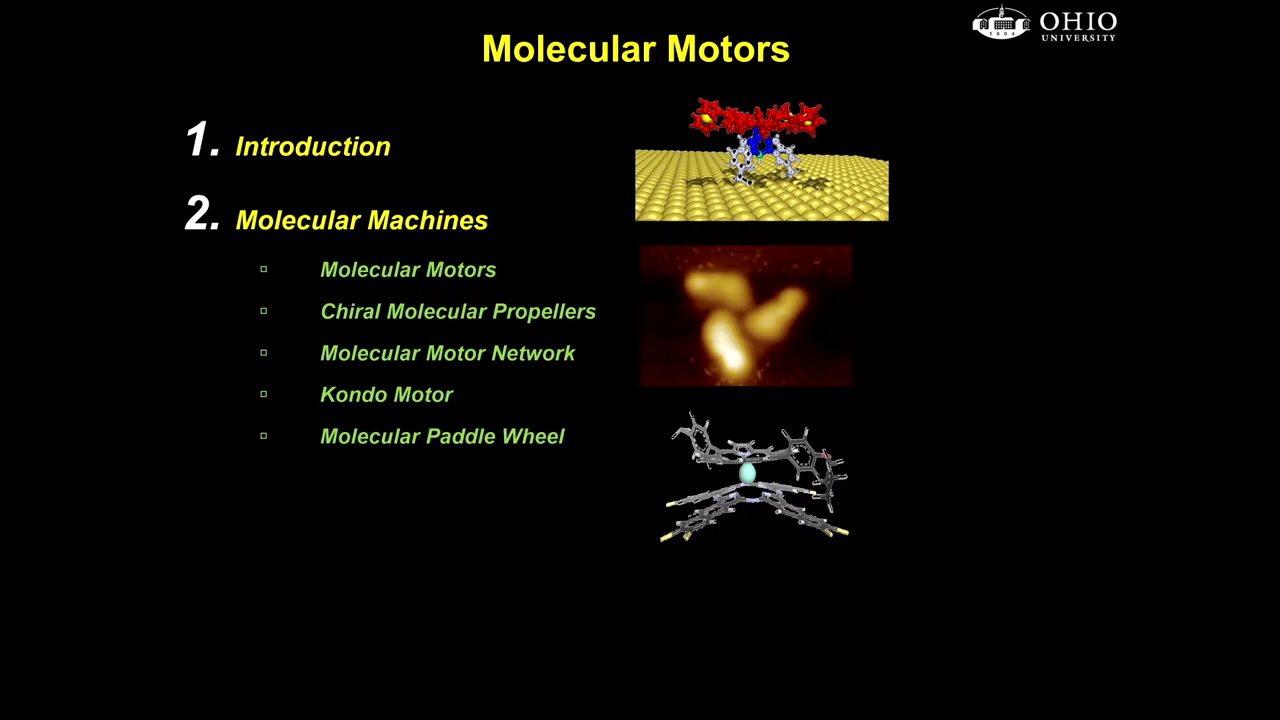 OHIO
UNIVERSITY
1804
Molecular Motors
1. Introduction
2. Molecular Machines
Molecular Motors
Chiral Molecular Propellers
Molecular Motor Network
Kondo Motor
Molecular Paddle Wheel